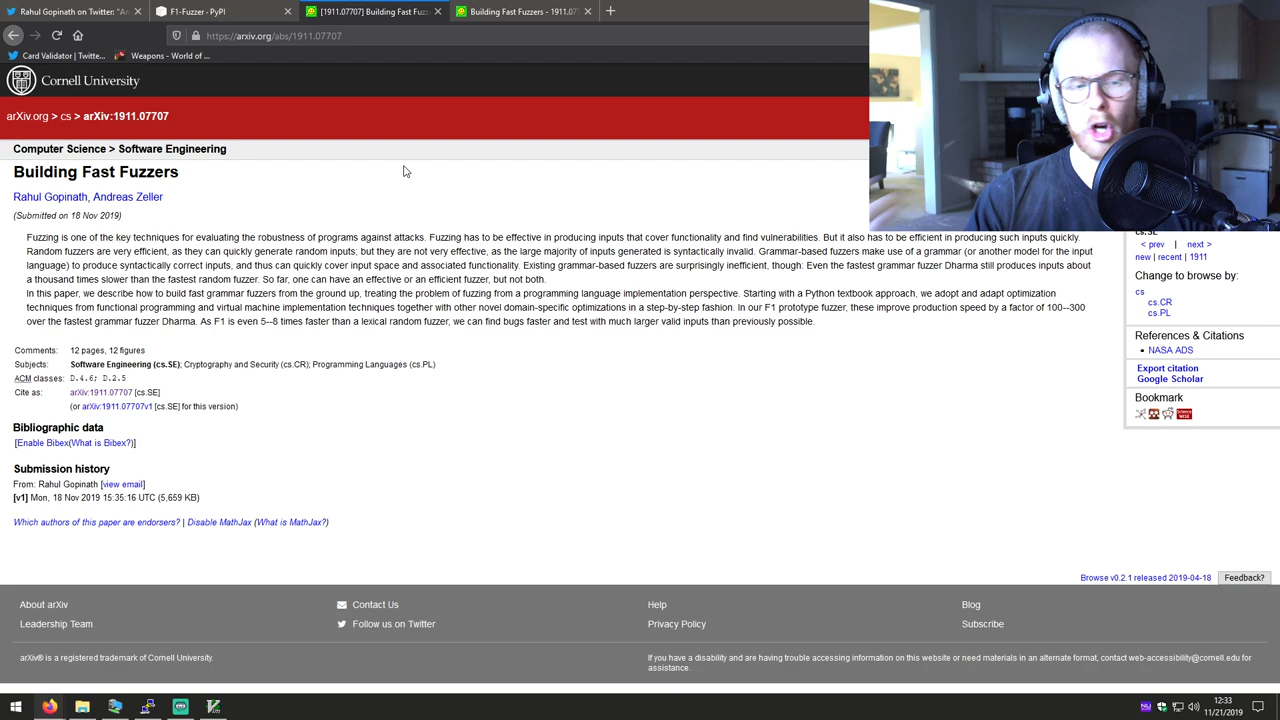 Rahul Gopinath on Twitter: "Ar
F1-Fuzzer · PyPI
[1911.07707] Building Fast Fuzz
Building Fast Fuzzers - 1911.077
https://arxiv.org/abs/1911.07707
Card Validator | Twitte...
Weapons - World of ...
Cornell University
arXiv.org > cs > arXiv:1911.07707
Computer Science > Software Engineering
Building Fast Fuzzers
Rahul Gopinath, Andreas Zeller
(Submitted on 18 Nov 2019)
Fuzzing is one of the key techniques for evaluating the robustness of programs against attacks. Fuzzing has to be effective in producing inputs that cover functionality and find vulnerabilities. But it also has to be efficient in producing such inputs quickly.
Random fuzzers are very efficient, as they can quickly generate random inputs; but they are not very effective, as the large majority of inputs generated is syntactically invalid. Grammar-based fuzzers make use of a grammar (or another model for the input
language) to produce syntactically correct inputs, and thus can quickly cover input space and associated functionality. Existing grammar-based fuzzers are surprisingly inefficient, though: Even the fastest grammar fuzzer Dharma still produces inputs about
a thousand times slower than the fastest random fuzzer. So far, one can have an effective or an efficient fuzzer, but not both.
In this paper, we describe how to build fast grammar fuzzers from the ground up, treating the problem of fuzzing from a programming language implementation perspective. Starting with a Python textbook approach, we adopt and adapt optimization
techniques from functional programming and virtual machine implementation techniques together with other novel domain-specific optimizations in a step-by-step fashion. In our F1 prototype fuzzer, these improve production speed by a factor of 100--300
over the fastest grammar fuzzer Dharma. As F1 is even 5--8 times faster than a lexical random fuzzer, we can find bugs faster and test with much larger valid inputs than previously possible.
Comments: 12 pages, 12 figures
Subjects: Software Engineering (cs.SE); Cryptography and Security (cs.CR); Programming Languages (cs.PL)
ACM classes: D.4.6; D.2.5
Cite as: arXiv:1911.07707 [cs.SE]
(or arXiv:1911.07707v1 [cs.SE] for this version)
Bibliographic data
[Enable Bibex(What is Bibex?)]
Submission history
From: Rahul Gopinath [view email]
[v1] Mon, 18 Nov 2019 15:35:16 UTC (5,659 KB)
Which authors of this paper are endorsers? | Disable MathJax (What is MathJax?)
cs.SE
< prev | next >
new | recent | 1911
Change to browse by:
cs
cs.CR
cs.PL
References & Citations
NASA ADS
Export citation
Google Scholar
Bookmark
Browse v0.2.1 released 2019-04-18
Feedback?
About arXiv
Leadership Team
Contact Us
Follow us on Twitter
Help
Privacy Policy
Blog
Subscribe
arXiv® is a registered trademark of Cornell University.
If you have a disability and are having trouble accessing information on this website or need materials in an alternate format, contact web-accessibility@cornell.edu for
assistance.
12:33
11/21/2019